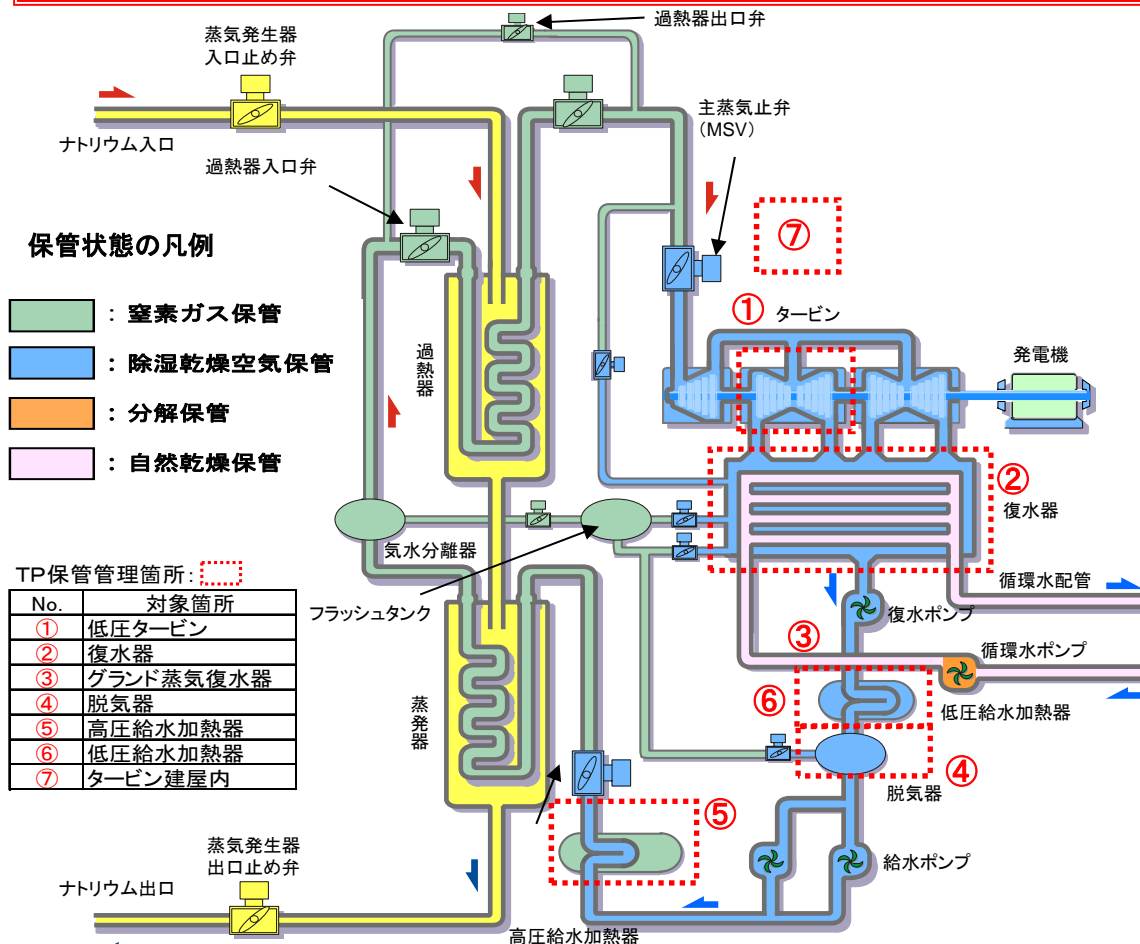 過熱器出口弁
蒸気発生器
入口止め弁
主蒸気止弁
(MSV)
ナトリウム入口
過熱器入口弁
⑦
保管状態の凡例
:窒素ガス保管
:除湿乾燥空気保管
:分解保管
:自然乾燥保管
① タービン
発電機
過熱器
②
復水器
気水分離器
フラッシュタンク
循環水配管
復水ポンプ
③
循環水ポンプ
⑥
低圧給水加熱器
④
脱気器
TP保管管理箇所:
No. 対象箇所
① 低圧タービン
② 復水器
③ グランド蒸気復水器
④ 脱気器
⑤ 高圧給水加熱器
⑥ 低圧給水加熱器
⑦ タービン建屋内
蒸発器
⑤
給水ポンプ
蒸気発生器
出口止め弁
ナトリウム出口
高圧給水加熱器